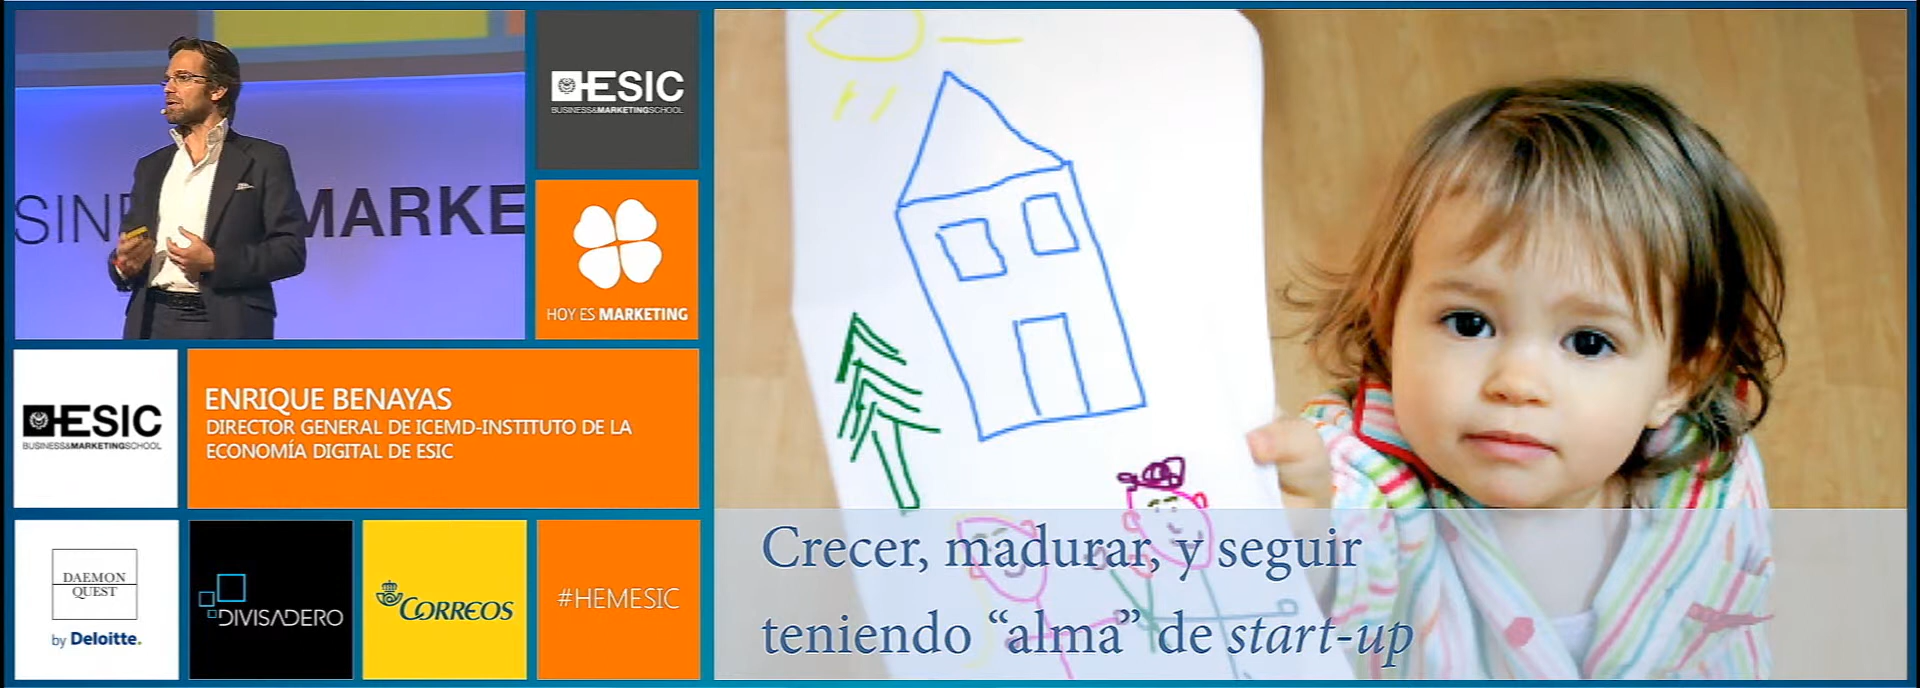 SIN
MARKE
ESIC
BUSINESS&MARKETINGSCHOOL
HOY ES MARKETING
ESIC
BUSINESS&MARKETINGSCHOOL
ENRIQUE BENAYAS
DIRECTOR GENERAL DE ICEMD-INSTITUTO DE LA
ECONOMÍA DIGITAL DE ESIC
DAEMON
QUEST
by Deloitte.
DIVISADERO
CORREOS
#HEMESIC
Crecer, madurar, y seguir
teniendo “alma” de start-up